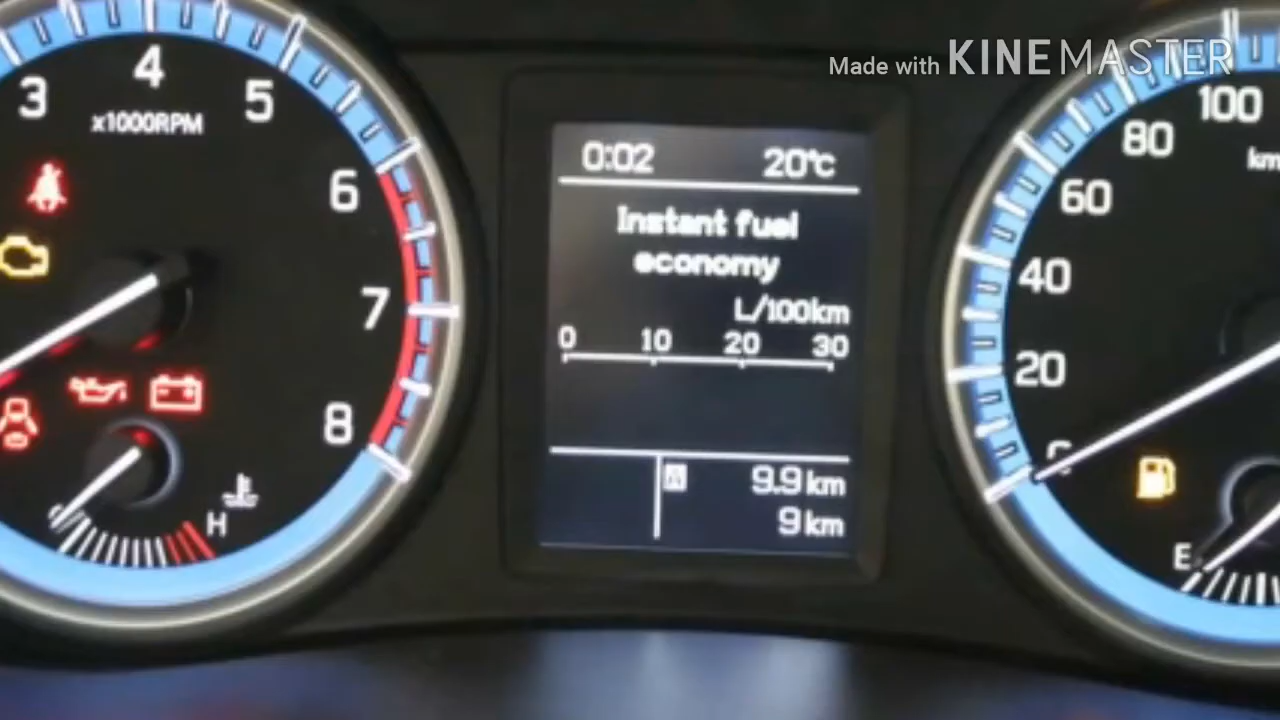 Made with KINEMASTER
3 4 5 6 7 8
x1000RPM
H
0:02 20℃
Instant fuel
economy
L/100km
0 10 20 30
A 9.9 km
9 km
20 40 60 80 100
km
E